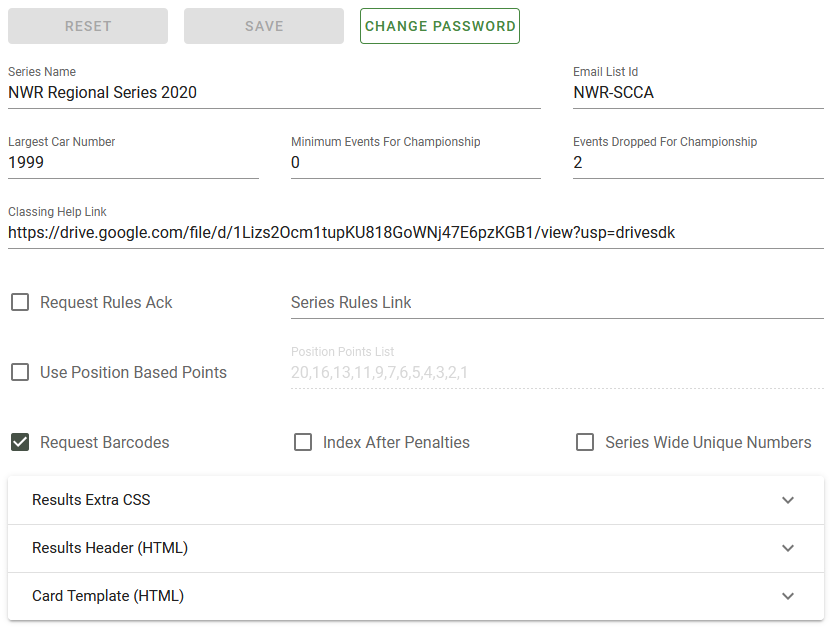 RESET SAVE CHANGE PASSWORD
Series Name Email List Id
NWR Regional Series 2020 NWR-SCCA
Largest Car Number Minimum Events For Championship Events Dropped For Championship
1999 0 2
Classing Help Link
https://drive.google.com/file/d/1Lizs2Ocm1tupKU818GoWNj47E6pzKGB1/view?usp=drivesdk
Request Rules Ack Series Rules Link
Position Points List
Use Position Based Points 20,16,13,11,9,7,6,5,4,3,2,1
Request Barcodes Index After Penalties Series Wide Unique Numbers
Results Extra CSS
Results Header (HTML)
Card Template (HTML)